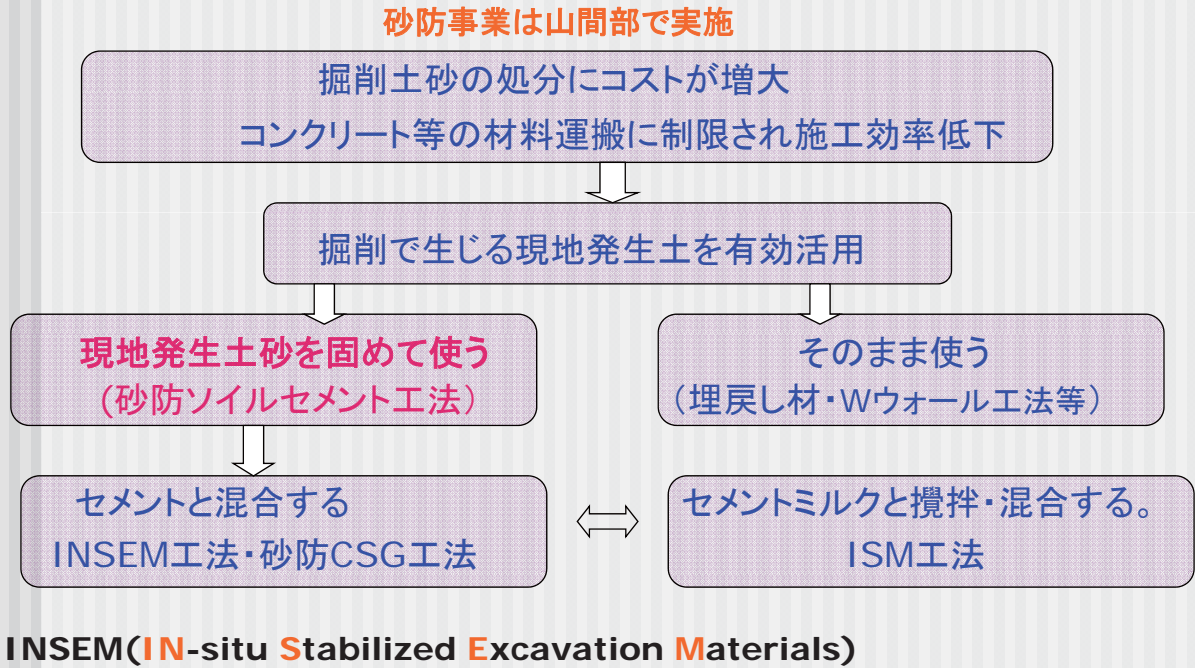 砂防事業は山間部で実施
掘削土砂の処分にコストが増大
コンクリート等の材料運搬に制限され施工効率低下
掘削で生じる現地発生土を有効活用
現地発生土砂を固めて使う
(砂防ソイルセメント工法)
そのまま使う
(埋戻し材・Wウォール工法等)
セメントと混合する
INSEM工法・砂防CSG工法
セメントミルクと攪拌・混合する。
ISM工法
INSEM(IN-situ Stabilized Excavation Materials)